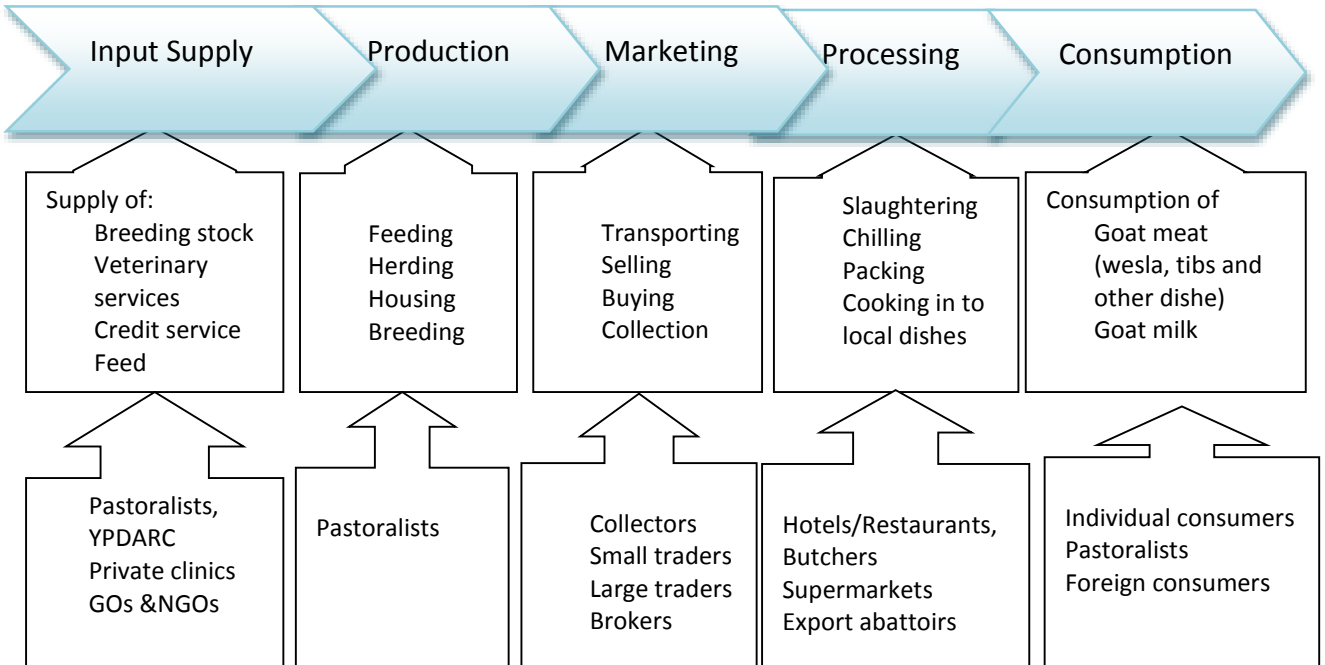 Input Supply
Production
Marketing
Processing
Consumption
Supply of:
Breeding stock
Veterinary
services
Credit service
Feed
Feeding
Herding
Housing
Breeding
Transporting
Selling
Buying
Collection
Slaughtering
Chilling
Packing
Cooking in to
local dishes
Consumption of
Goat meat
(wesla, tibs and
other dishe)
Goat milk
Pastoralists,
YPDARC
Private clinics
GOs &NGOs
Pastoralists
Collectors
Small traders
Large traders
Brokers
Hotels/Restaurants,
Butchers
Supermarkets
Export abattoirs
Individual consumers
Pastoralists
Foreign consumers